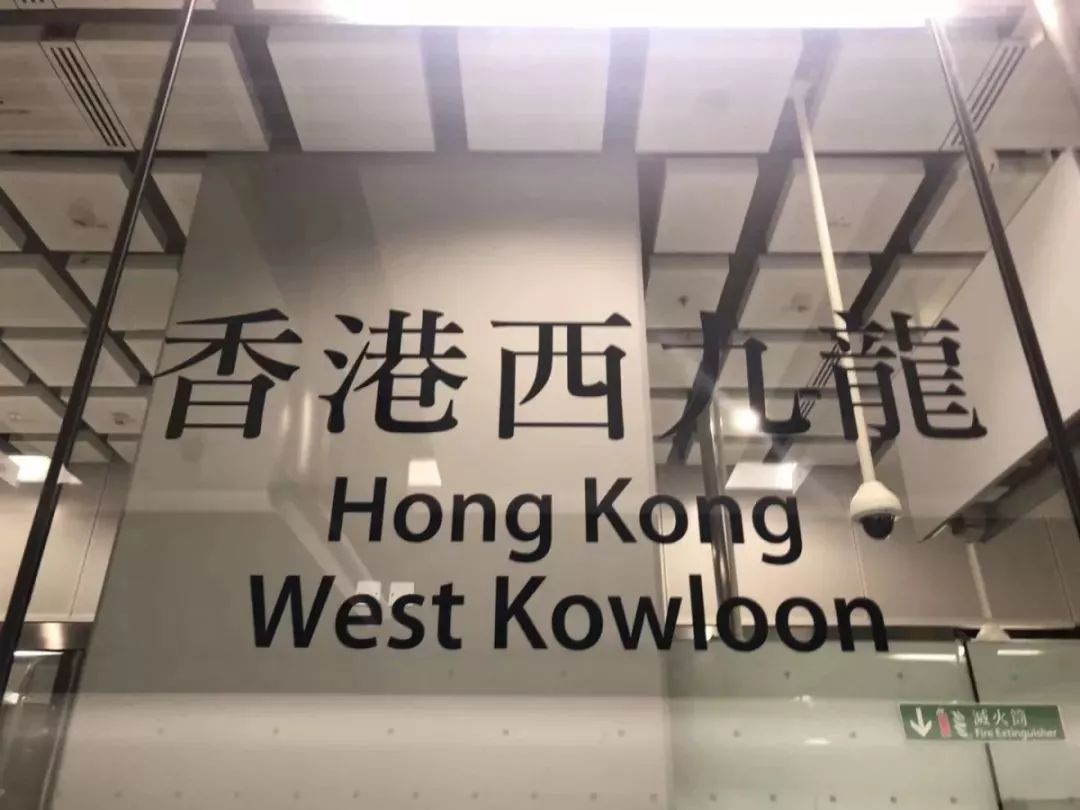 香港西九龍
Hong Kong
West Kowloon
滅火筒
Fire Extinguisher